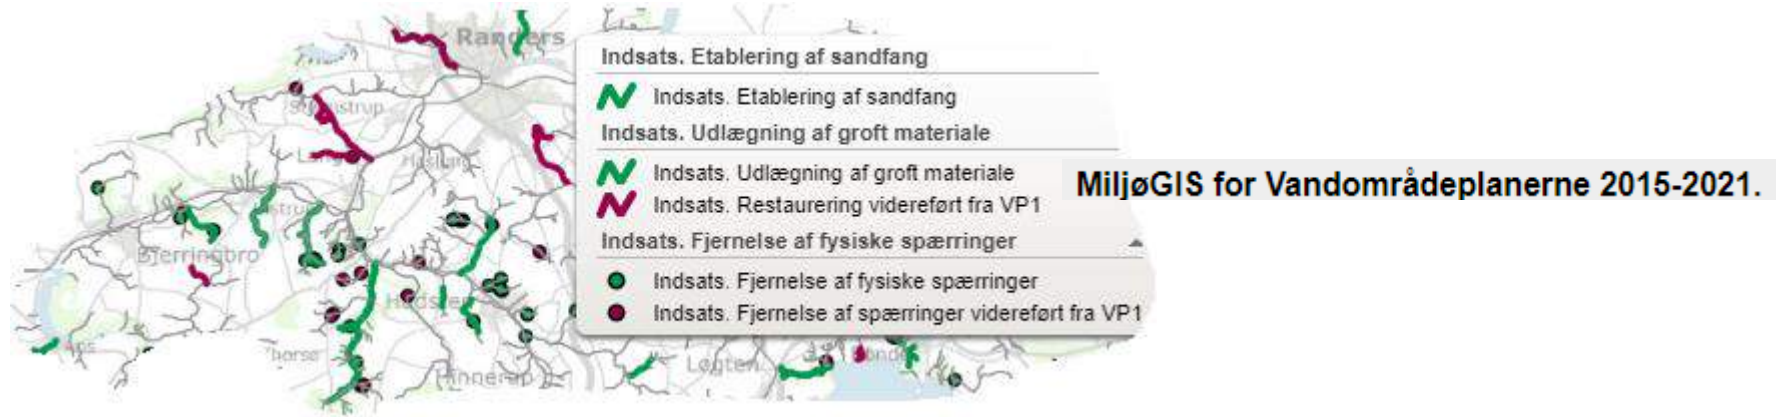 Randers
Indsats. Etablering af sandfang
Indsats. Etablering af sandfang
Indsats. Udlægning af groft materiale
Indsats. Udlægning af groft materiale
Indsats. Restaurering videreført fra VP1
Indsats. Fjernelse af fysiske spærringer
Indsats. Fjernelse af fysiske spærringer
Indsats. Fjernelse af spærringer videreført fra VP1
MiljøGIS for Vandområdeplanerne 2015-2021.
Bjerringbro
Hadsten
Hinnerup
Løgten